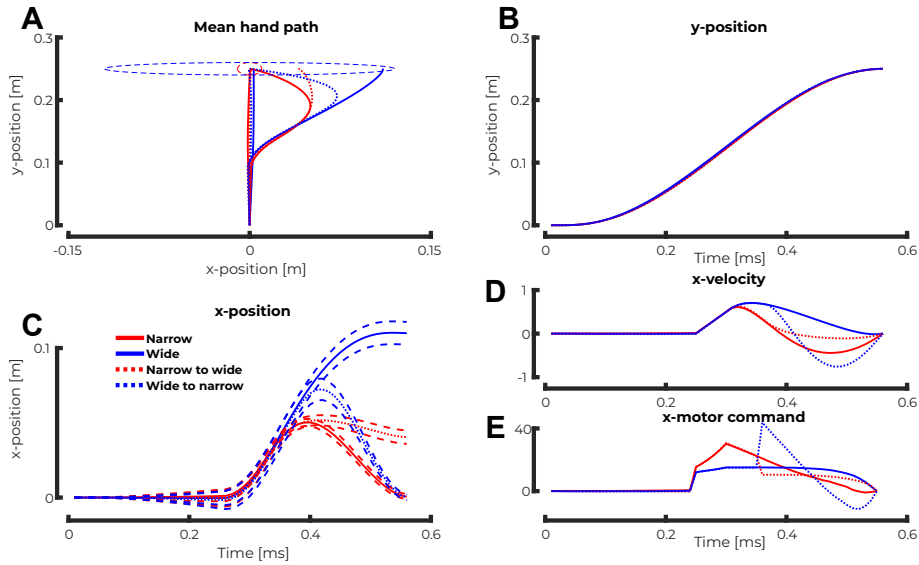 A
Mean hand path
0.3
0.2
0.1
0
y-position [m]
-0.15
0
0.15
x-position [m]
B
y-position
0.3
0.2
0.1
0
y-position [m]
0
0.2
0.4
0.6
Time [ms]
C
x-position
Narrow
Wide
Narrow to wide
Wide to narrow
0.1
0
x-position [m]
0
0.2
0.4
0.6
Time [ms]
D
x-velocity
1
0
-1
0
0.2
0.4
0.6
E
x-motor command
40
0
0
0.2
0.4
0.6
Time [ms]